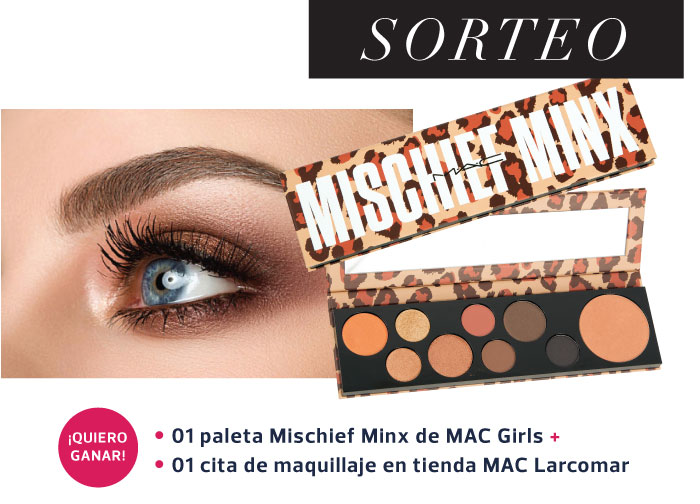 SORTEO
MISCHIEF MINX
MAC
¡QUIERO
GANAR!
• 01 paleta Mischief Minx de MAC Girls +
• 01 cita de maquillaje en tienda MAC Larcomar